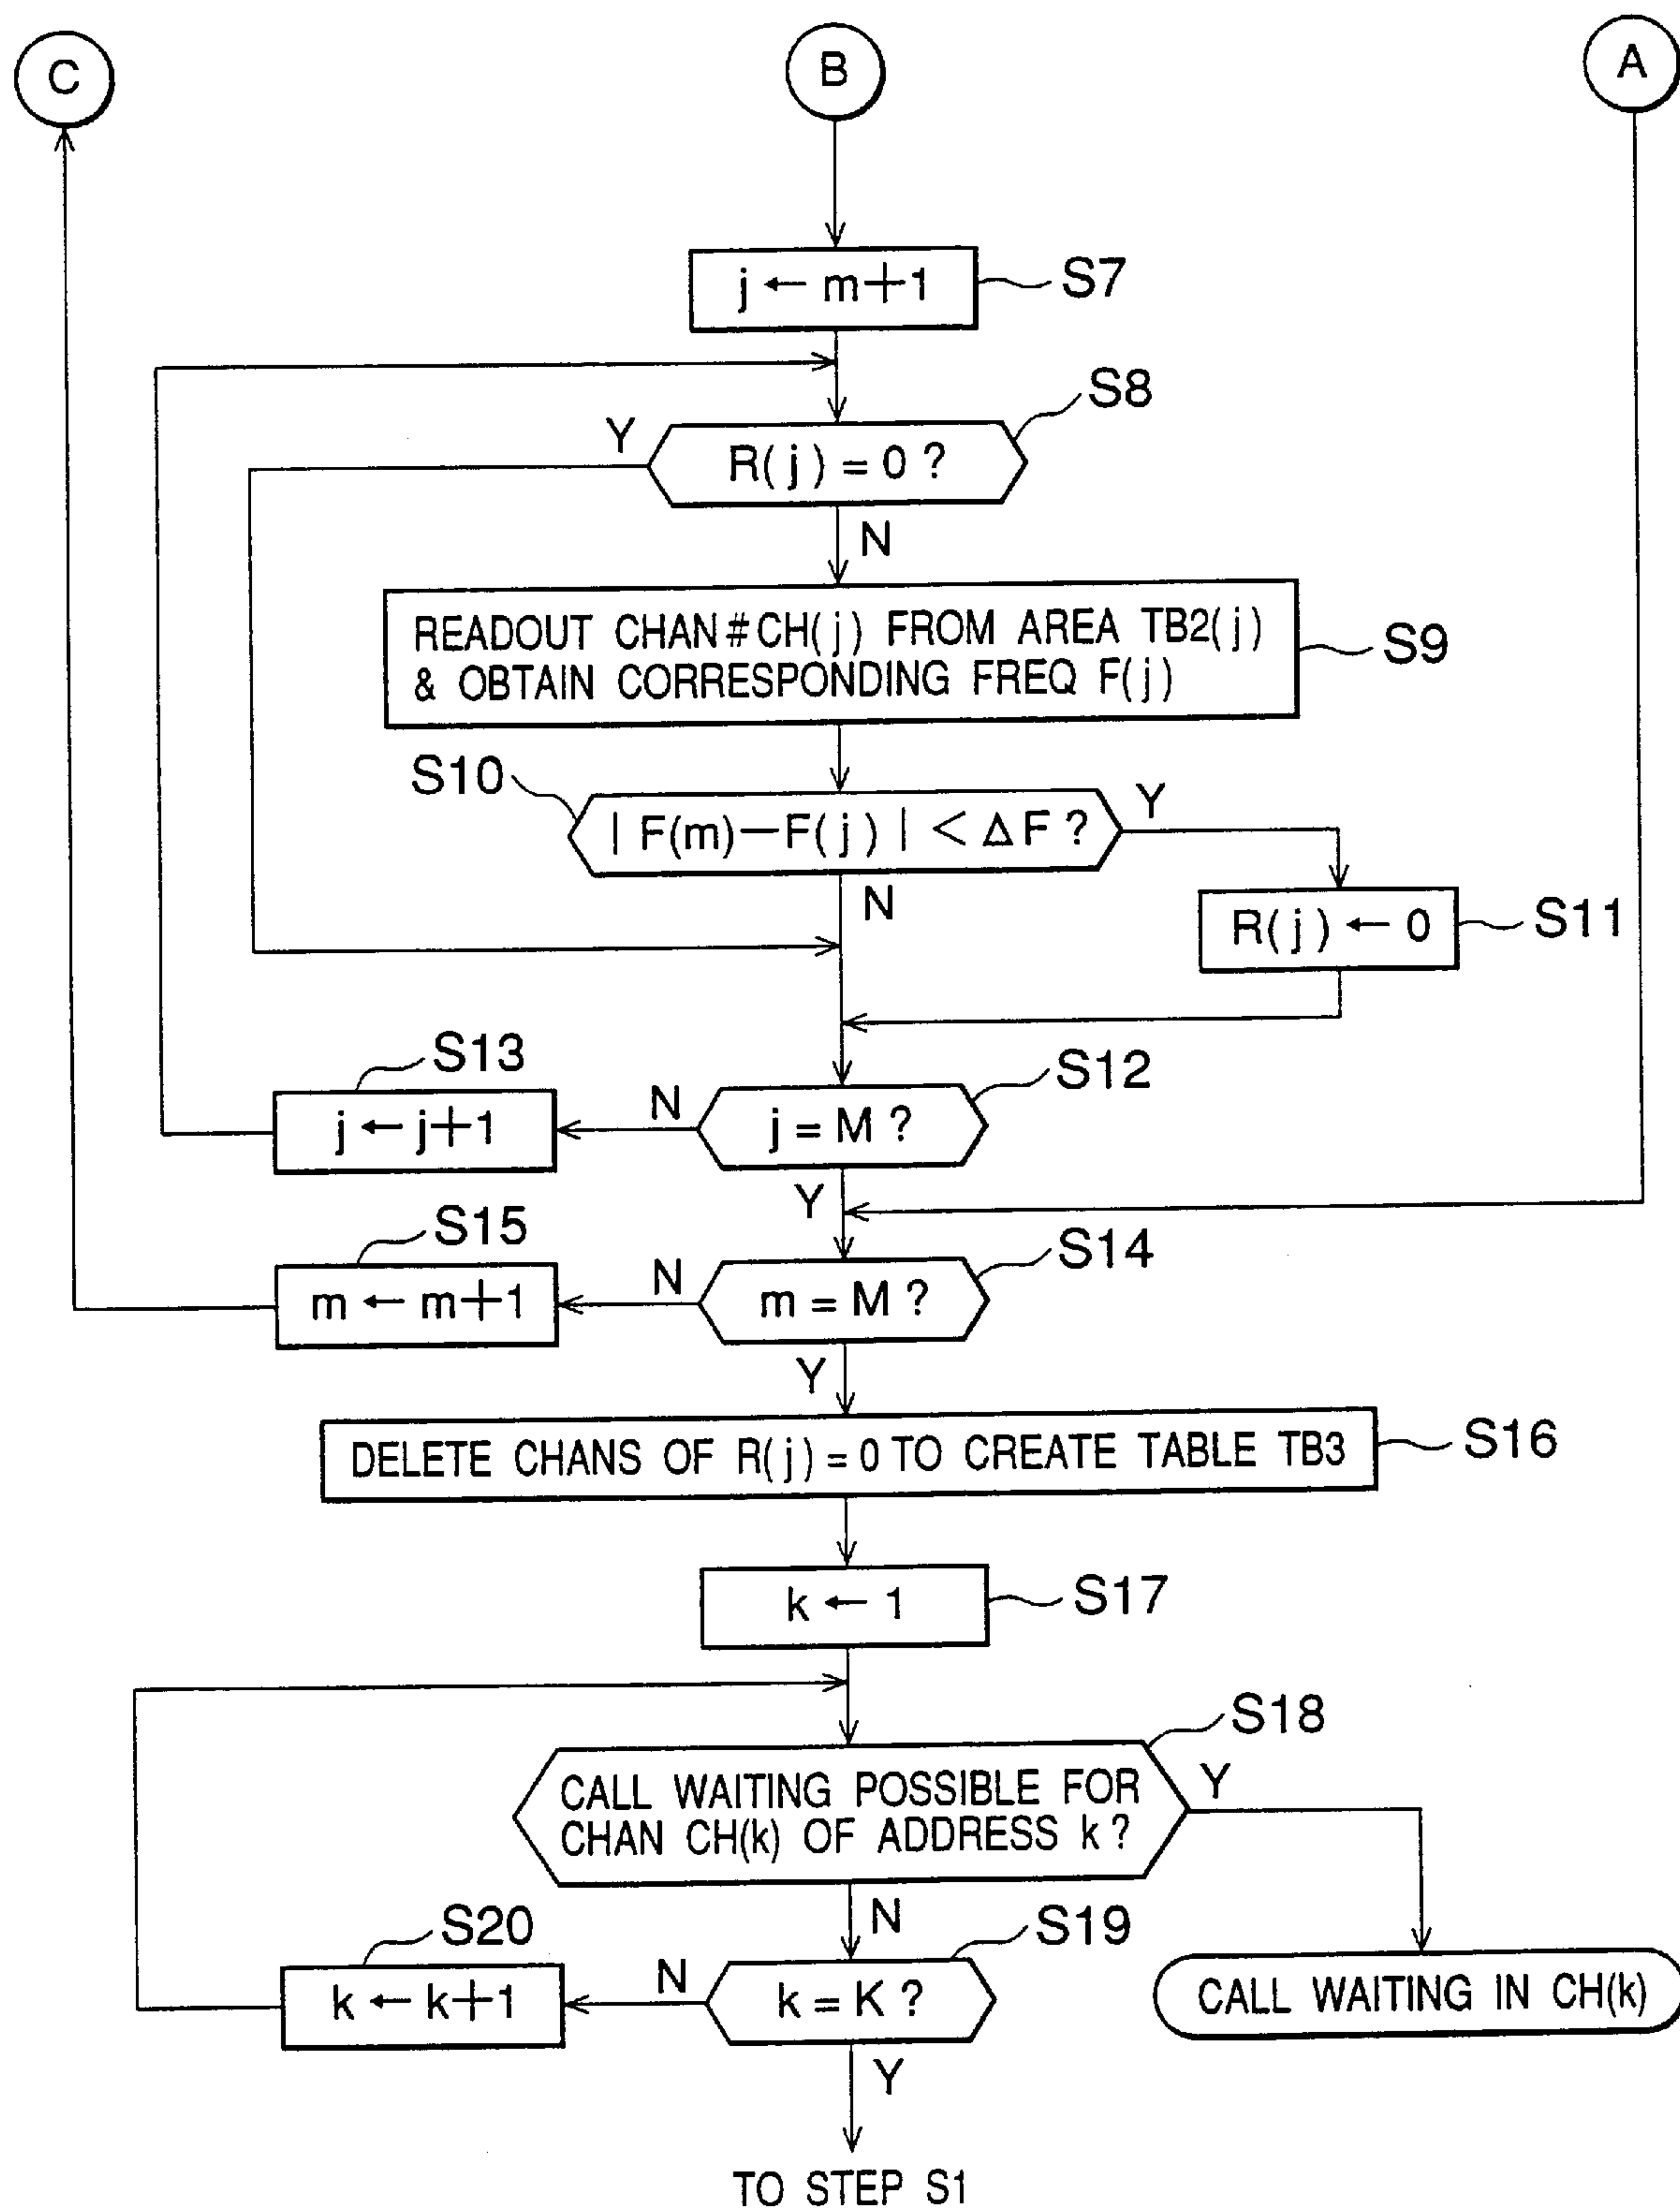 C
B
A
j ← m+1
S7
S8
Y
R(j) = 0 ?
N
READOUT CHAN#CH(j) FROM AREA TB2(j)
& OBTAIN CORRESPONDING FREQ F(j)
S9
S10
| F(m)−F(j) | < ΔF ?
Y
N
R(j) ← 0
S11
S13
S12
j ← j+1
N
j = M ?
Y
S15
S14
m ← m+1
N
m = M ?
Y
DELETE CHANS OF R(j) = 0 TO CREATE TABLE TB3
S16
k ← 1
S17
S18
CALL WAITING POSSIBLE FOR
CHAN CH(k) OF ADDRESS k ?
Y
N
S20
S19
k ← k+1
N
k = K ?
CALL WAITING IN CH(k)
Y
TO STEP S1